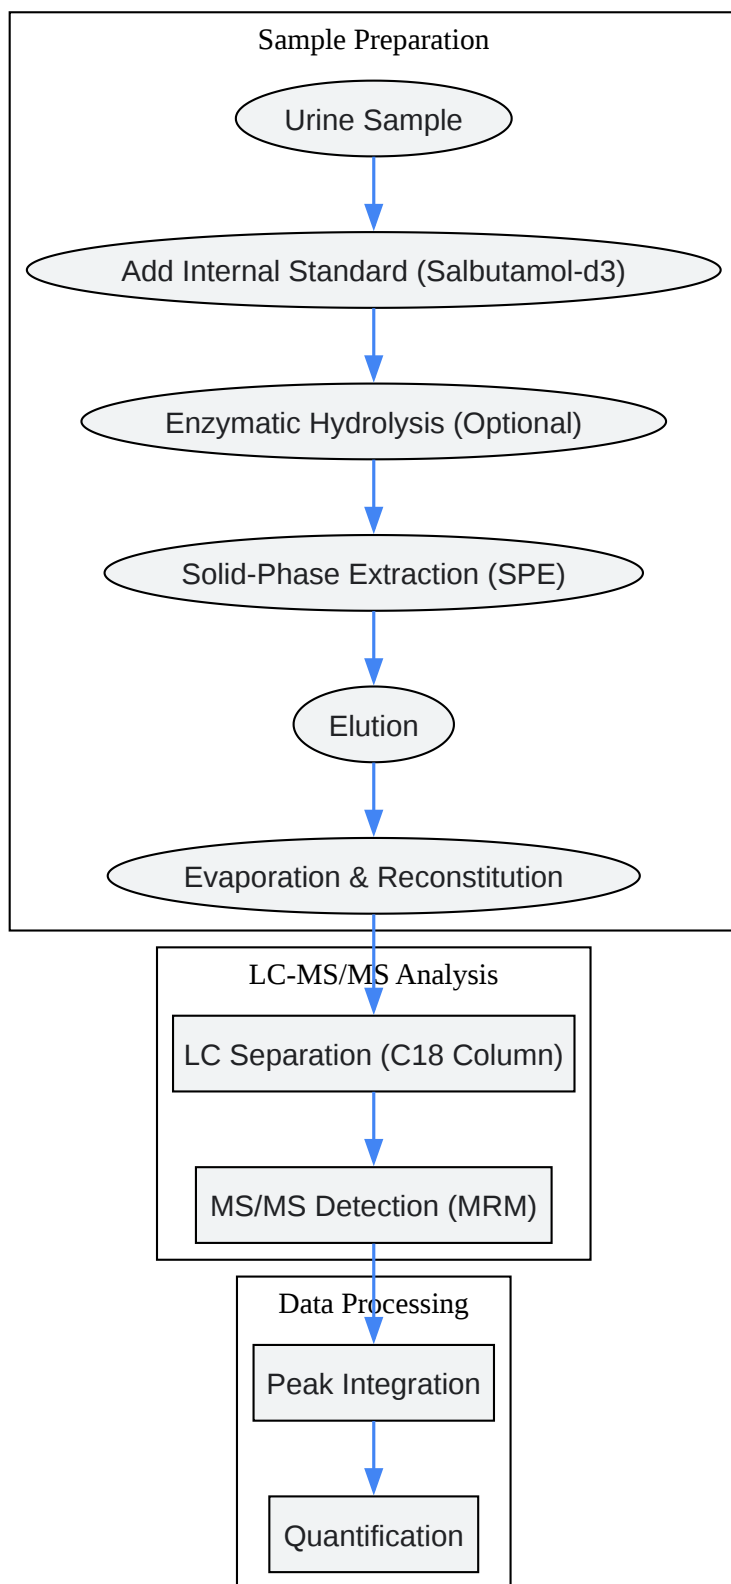 Sample Preparation
Urine Sample
Add Internal Standard (Salbutamol-d3)
Enzymatic Hydrolysis (Optional)
Solid-Phase Extraction (SPE)
Elution
Evaporation & Reconstitution
LC-MS/MS Analysis
LC Separation (C18 Column)
MS/MS Detection (MRM)
Data Processing
Peak Integration
Quantification